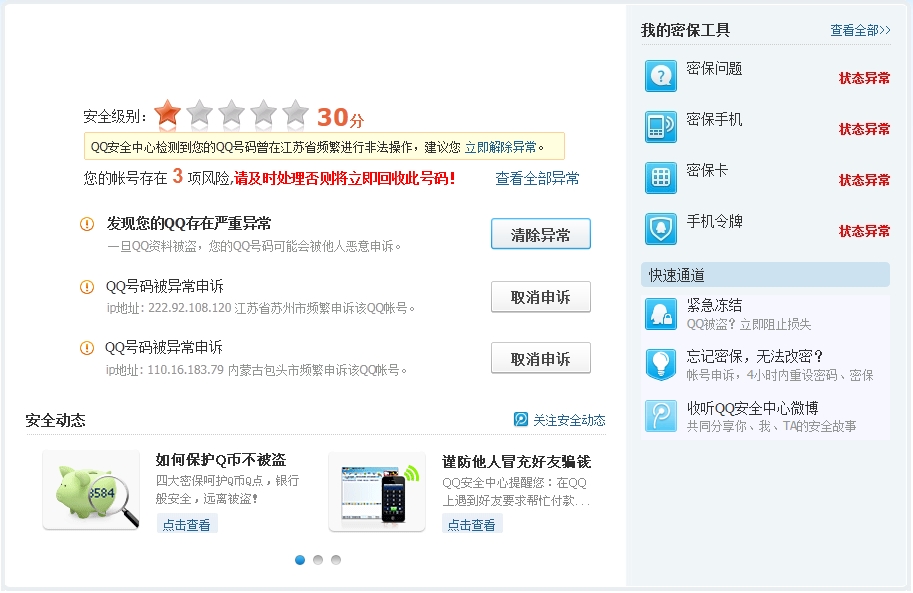 安全级别：
30分
QQ安全中心检测到您的QQ号码曾在江苏省频繁进行非法操作，建议您 立即解除异常。
您的帐号存在 3 项风险,请及时处理否则将立即回收此号码！ 查看全部异常
发现您的QQ存在严重异常
一旦QQ资料被盗，您的QQ号码可能会被他人恶意申诉。
清除异常
QQ号码被异常申诉
ip地址: 222.92.108.120 江苏省苏州市频繁申诉该QQ帐号。
取消申诉
QQ号码被异常申诉
ip地址: 110.16.183.79 内蒙古包头市频繁申诉该QQ帐号。
取消申诉
安全动态
关注安全动态
8584
如何保护Q币不被盗
四大密保呵护Q币Q点，银行
般安全，远离被盗！
点击查看
谨防他人冒充好友骗钱
QQ安全中心提醒您：在QQ
上遇到好友要求帮忙付款...
点击查看
我的密保工具
查看全部>>
密保问题
状态异常
密保手机
状态异常
密保卡
状态异常
手机令牌
状态异常
快速通道
紧急冻结
QQ被盗？立即阻止损失
忘记密保，无法改密？
帐号申诉，4小时内重设密码、密保
收听QQ安全中心微博
共同分享你、我、TA的安全故事